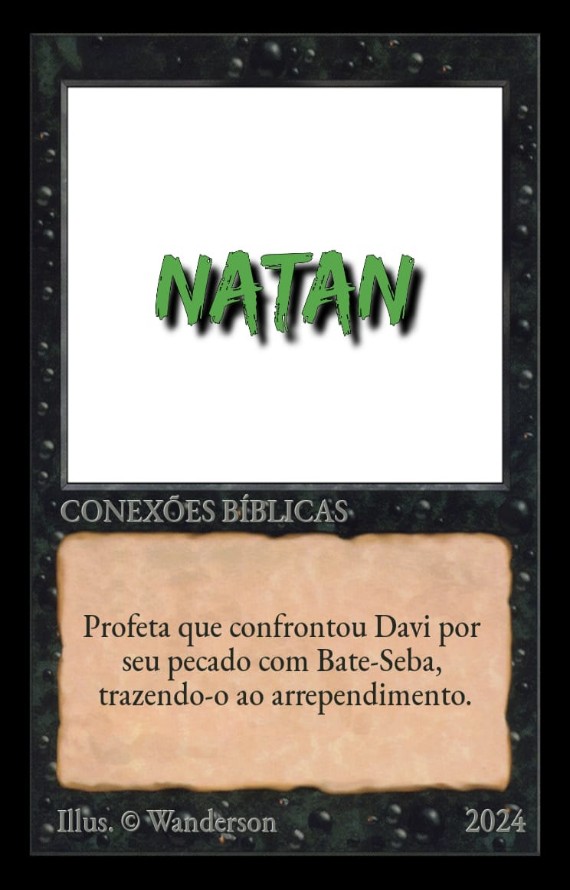 NATAN
CONEXÕES BÍBLICAS
Profeta que confrontou Davi por
seu pecado com Bate-Seba,
trazendo-o ao arrependimento.
Illus. © Wanderson
2024